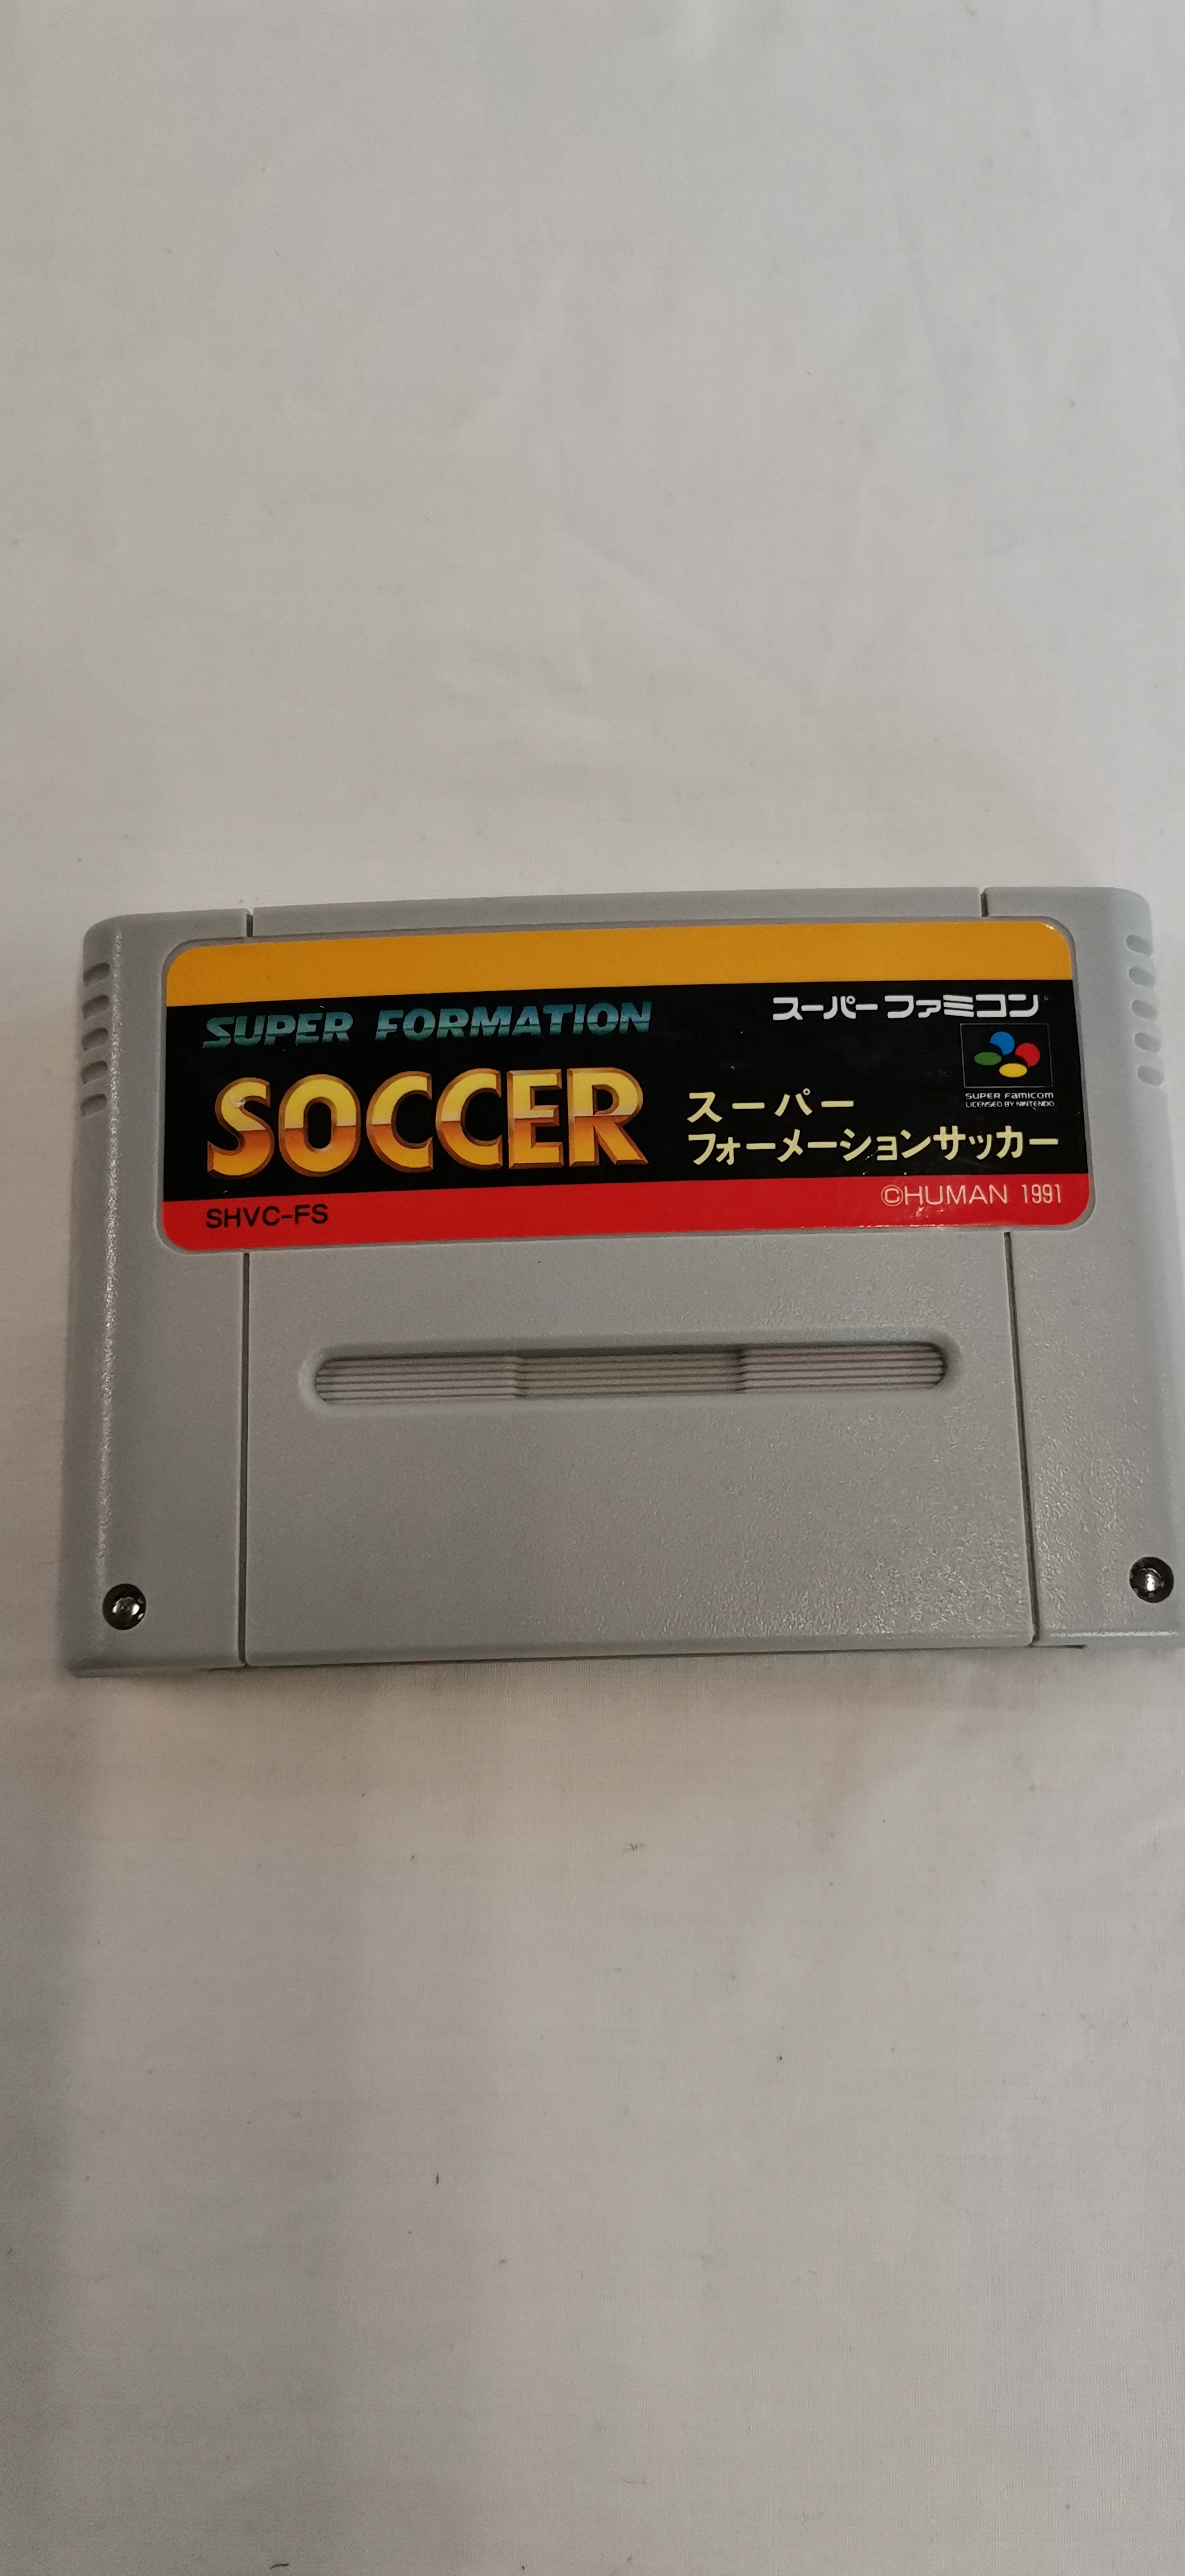 SUPER FORMATION
SOCCER
スーパーファミコン
SUPER FAMICOM
LICENSED BY NINTENDO
スーパー
フォーメーションサッカー
SHVC-FS
©HUMAN 1991